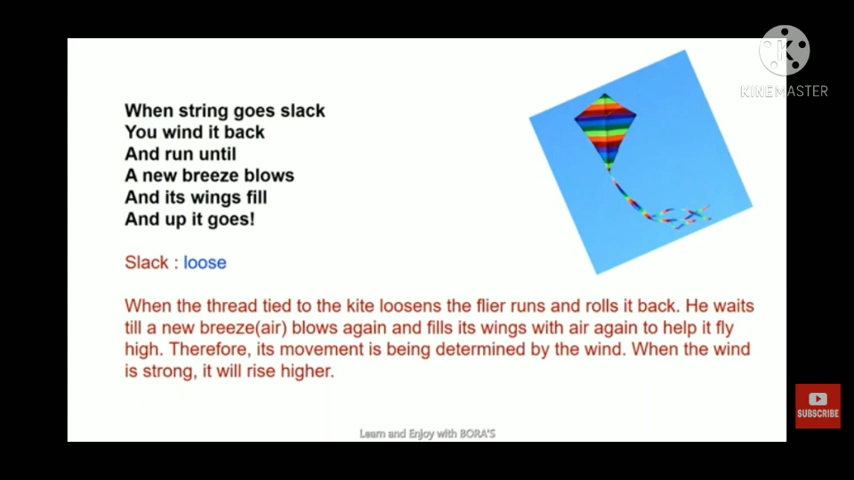 KINEMASTER
When string goes slack
You wind it back
And run until
A new breeze blows
And its wings fill
And up it goes!
Slack : loose
When the thread tied to the kite loosens the flier runs and rolls it back. He waits
till a new breeze(air) blows again and fills its wings with air again to help it fly
high. Therefore, its movement is being determined by the wind. When the wind
is strong, it will rise higher.
SUBSCRIBE
Learn and Enjoy with BORA'S